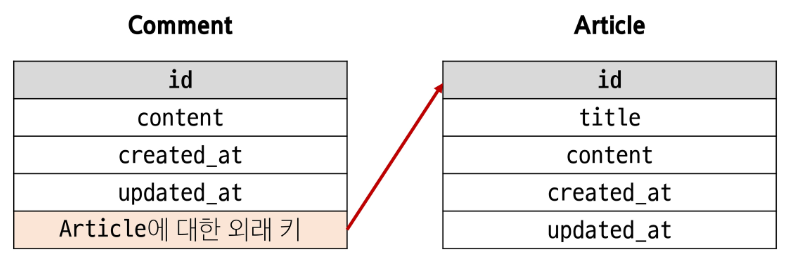 Comment
id
content
created_at
updated_at
Article에 대한 외래 키
Article
id
title
content
created_at
updated_at